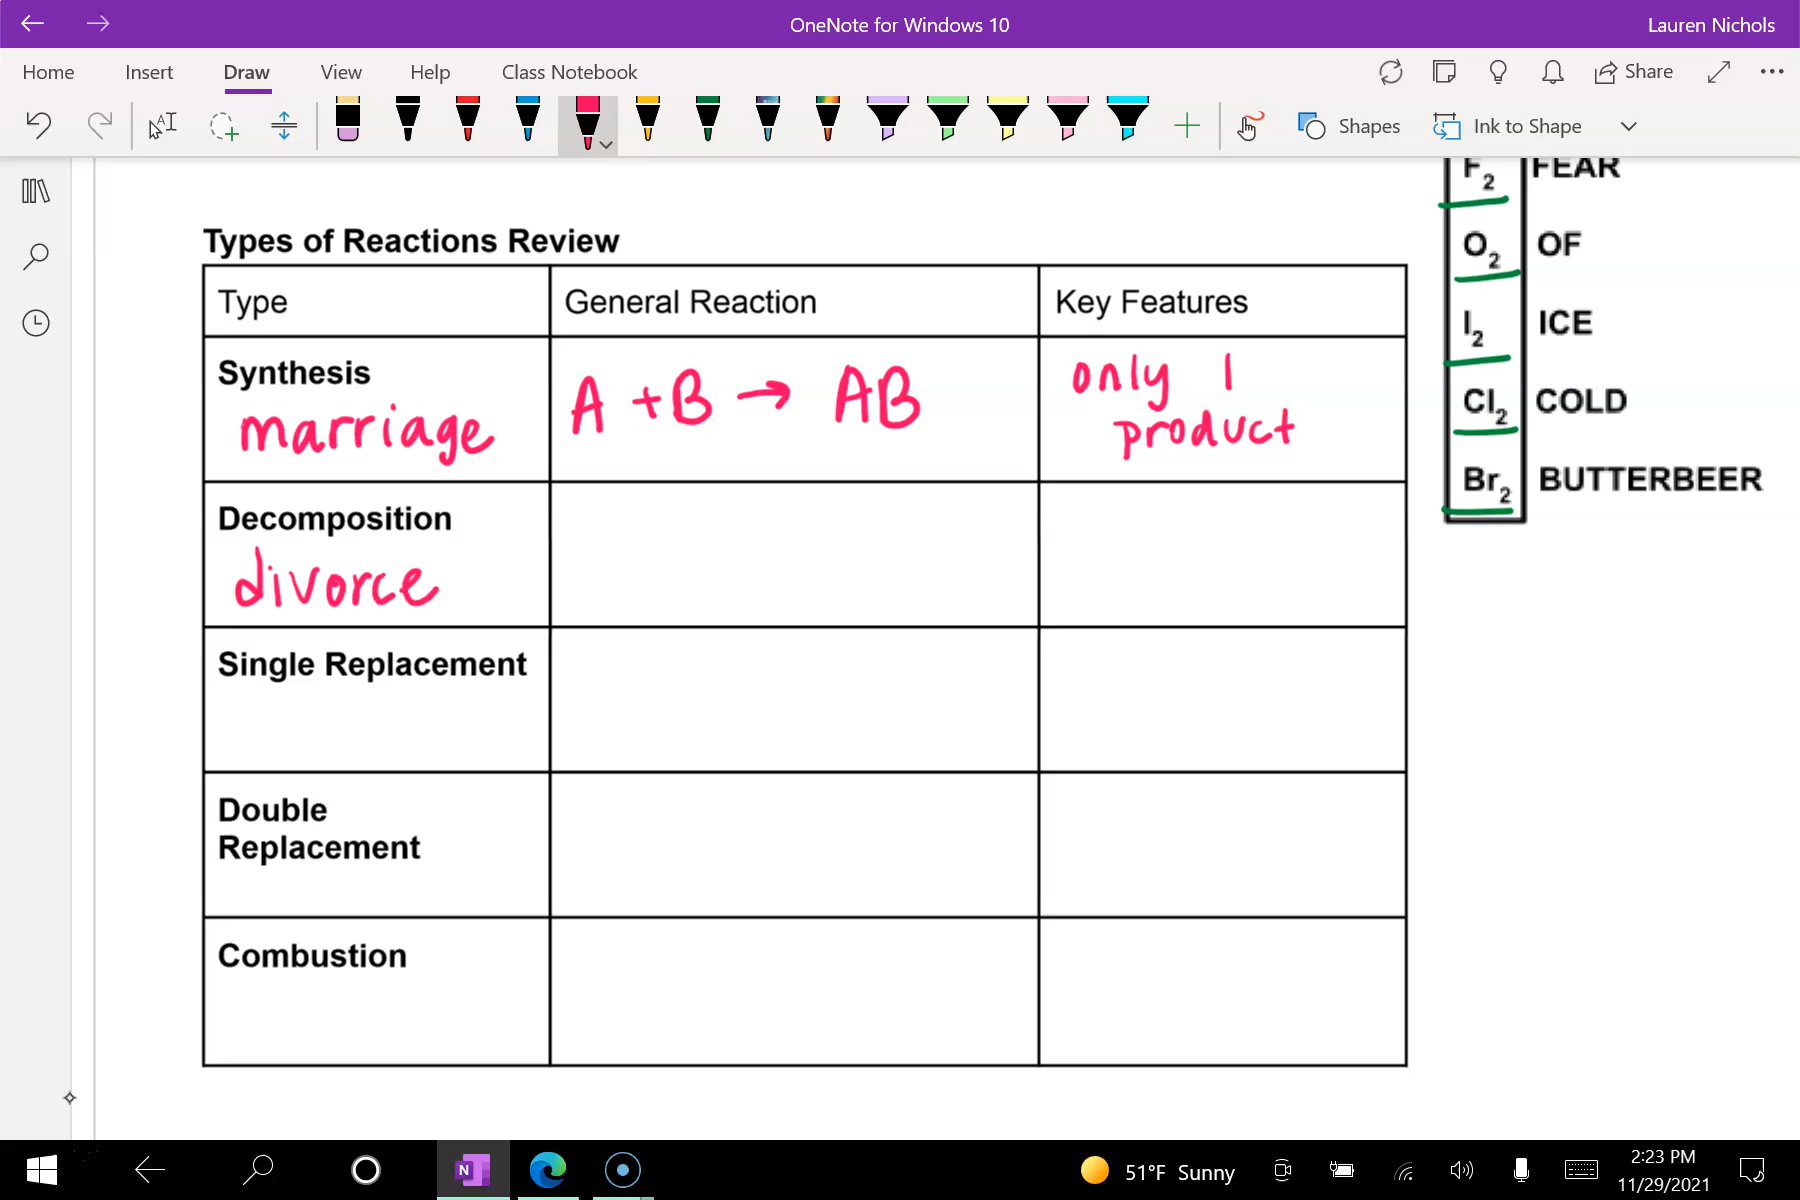 OneNote for Windows 10
Lauren Nichols
Home Insert Draw View Help Class Notebook
Share
Shapes
Ink to Shape
F2 FEAR
O2 OF
I2 ICE
Cl2 COLD
Br2 BUTTERBEER
Types of Reactions Review
Type General Reaction Key Features
Synthesis
marriage
A + B → AB
only 1
product
Decomposition
divorce
Single Replacement
Double
Replacement
Combustion
51°F Sunny
2:23 PM
11/29/2021